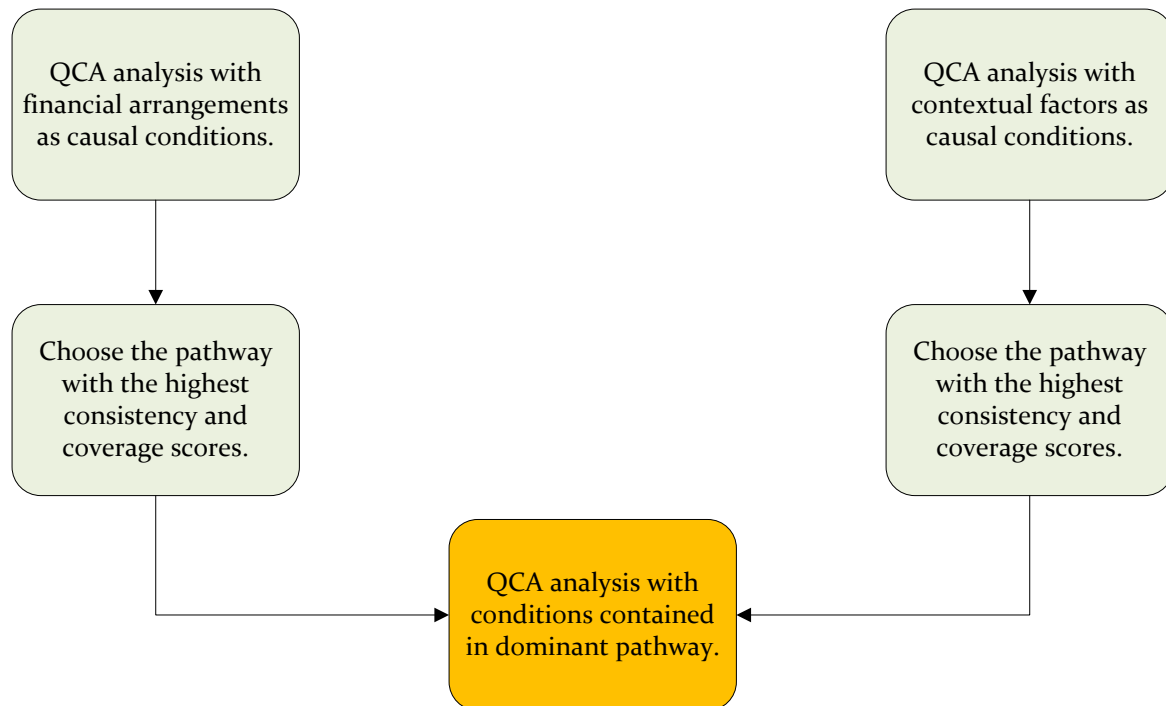 QCA analysis with
financial arrangements
as causal conditions.
QCA analysis with
contextual factors as
causal conditions.
Choose the pathway
with the highest
consistency and
coverage scores.
Choose the pathway
with the highest
consistency and
coverage scores.
QCA analysis with
conditions contained
in dominant pathway.